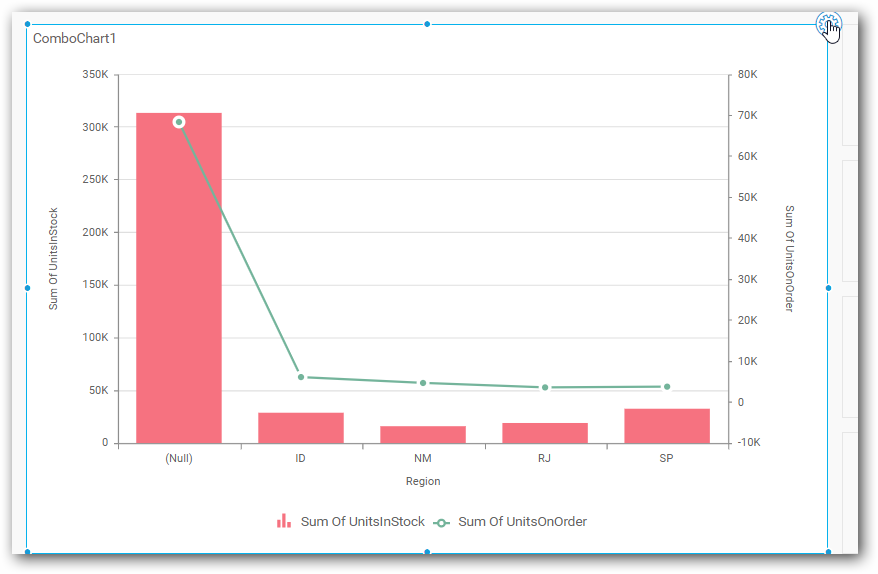 ComboChart1
350K
300K
250K
200K
150K
100K
50K
0
Sum Of UnitsInStock
80K
70K
60K
50K
40K
30K
20K
10K
0
-10K
Sum Of UnitsOnOrder
(Null) ID NM RJ SP
Region
Sum Of UnitsInStock Sum Of UnitsOnOrder